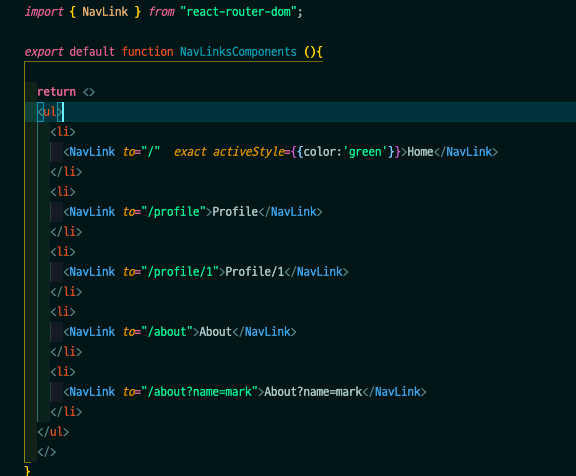 import { NavLink } from "react-router-dom";
export default function NavLinksComponents (){
return <>
<ul>
<li>
<NavLink to="/"  exact activeStyle={{color:'green'}}>Home</NavLink>
</li>
<li>
<NavLink to="/profile">Profile</NavLink>
</li>
<li>
<NavLink to="/profile/1">Profile/1</NavLink>
</li>
<li>
<NavLink to="/about">About</NavLink>
</li>
<li>
<NavLink to="/about?name=mark">About?name=mark</NavLink>
</li>
</ul>
</>
}